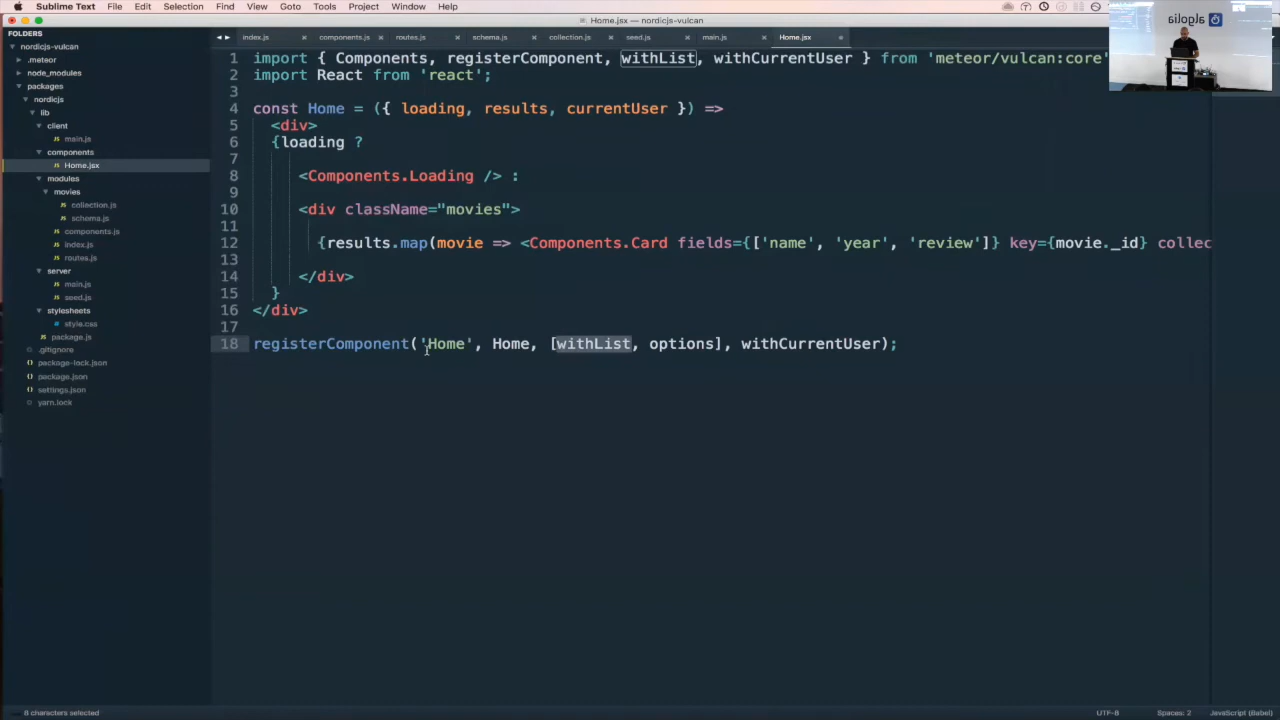 Sublime Text File Edit Selection Find View Goto Tools Project Window Help
Home.jsx — nordicjs-vulcan
algolia
FOLDERS
nordicjs-vulcan
.meteor
node_modules
packages
nordicjs
lib
client
main.js
components
Home.jsx
modules
movies
collection.js
schema.js
components.js
index.js
routes.js
server
main.js
seed.js
stylesheets
style.css
package.js
.gitignore
package-lock.json
package.json
settings.json
yarn.lock
index.js components.js routes.js schema.js collection.js seed.js main.js Home.jsx
1 import { Components, registerComponent, withList, withCurrentUser } from 'meteor/vulcan:core'
2 import React from 'react';
3
4 const Home = ({ loading, results, currentUser }) =>
5 <div>
6 {loading ?
7
8 <Components.Loading /> :
9
10 <div className="movies">
11
12 {results.map(movie => <Components.Card fields={['name', 'year', 'review']} key={movie._id} collec
13
14 </div>
15 }
16 </div>
17
18 registerComponent('Home', Home, [withList, options], withCurrentUser);
8 characters selected
UTF-8 Spaces: 2 JavaScript (Babel)